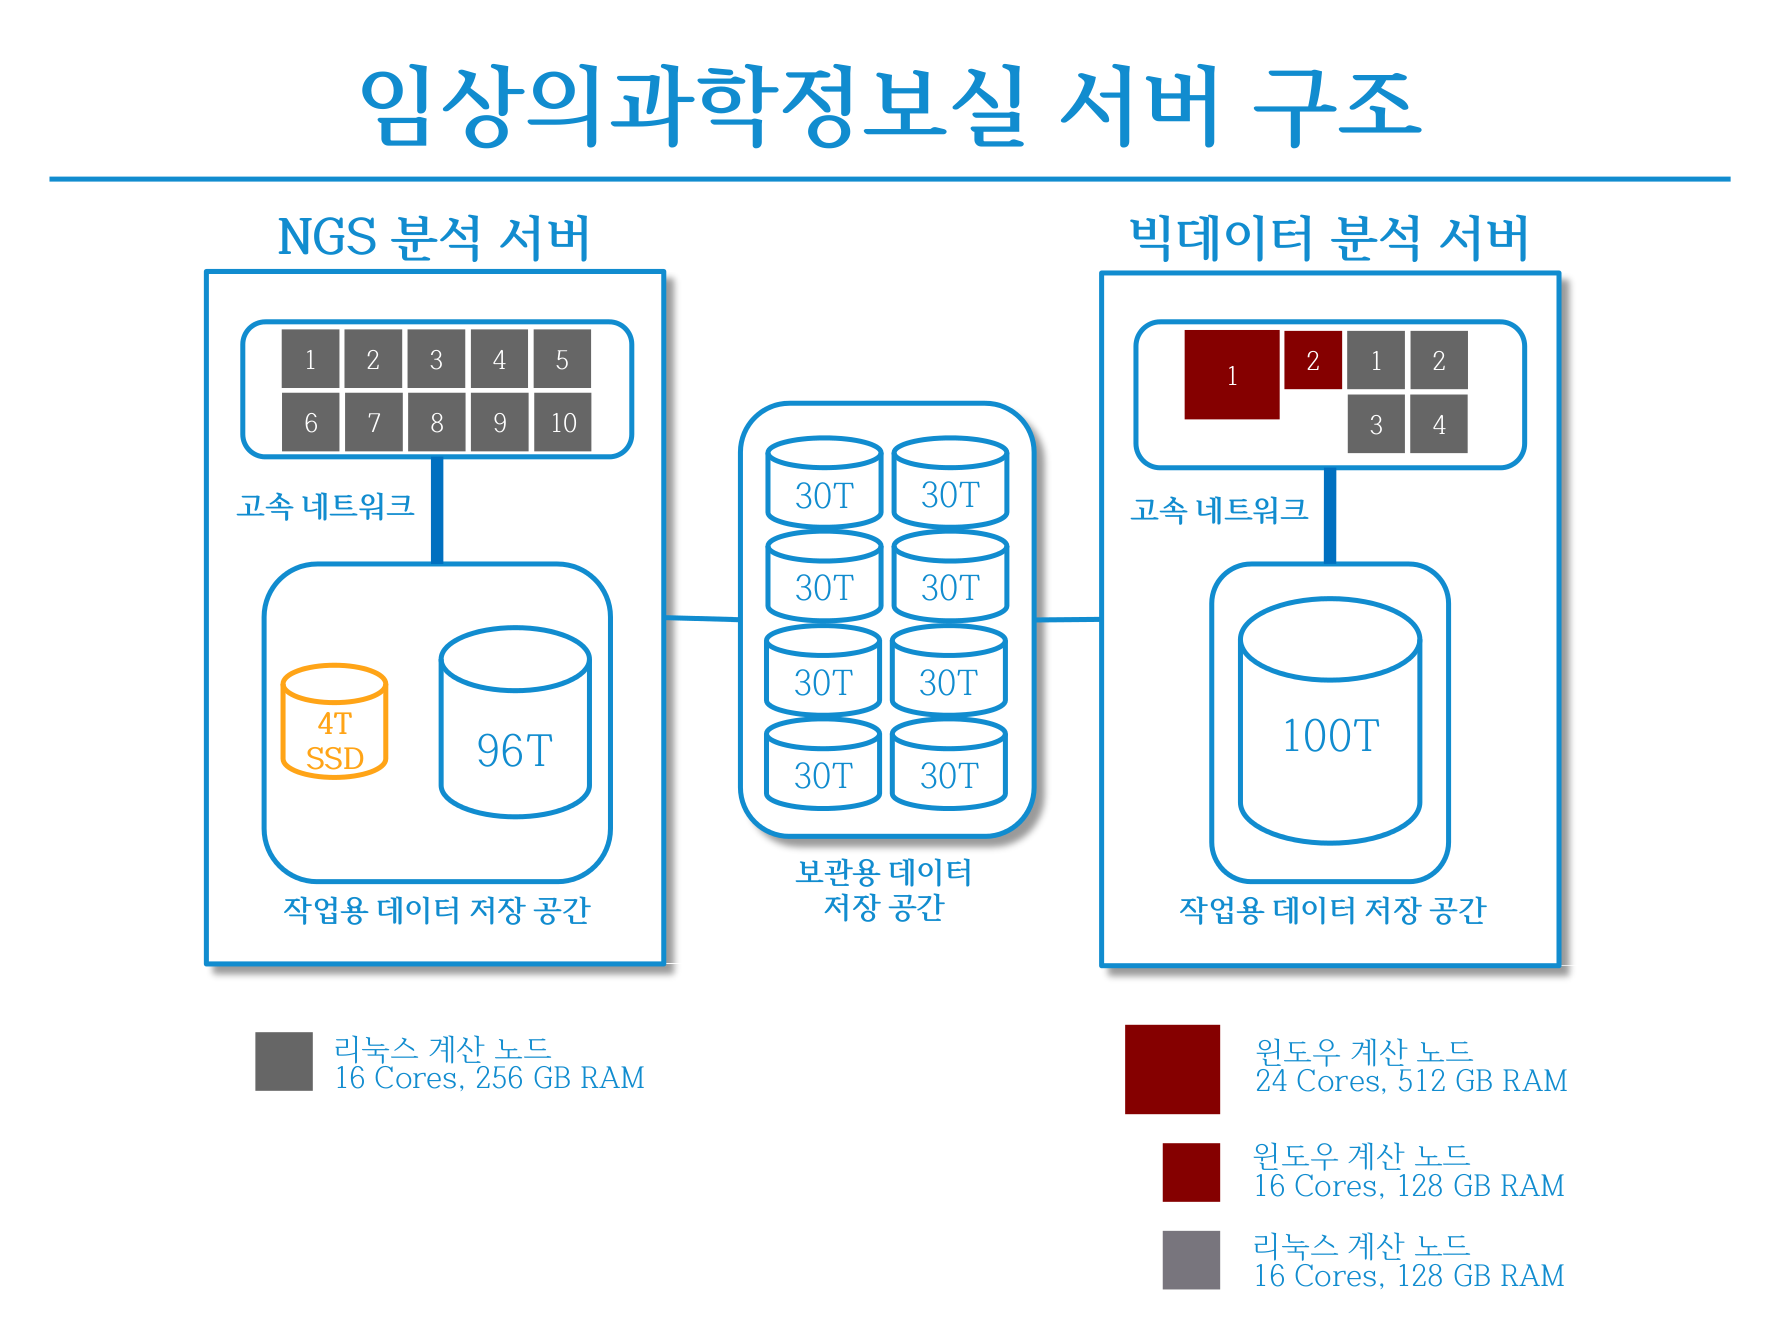 임상의과학정보실 서버 구조
NGS 분석 서버
1 2 3 4 5
6 7 8 9 10
고속 네트워크
4T
SSD
96T
작업용 데이터 저장 공간
30T 30T
30T 30T
30T 30T
30T 30T
보관용 데이터
저장 공간
빅데이터 분석 서버
1 2 1 2
3 4
고속 네트워크
100T
작업용 데이터 저장 공간
리눅스 계산 노드
16 Cores, 256 GB RAM
윈도우 계산 노드
24 Cores, 512 GB RAM
윈도우 계산 노드
16 Cores, 128 GB RAM
리눅스 계산 노드
16 Cores, 128 GB RAM